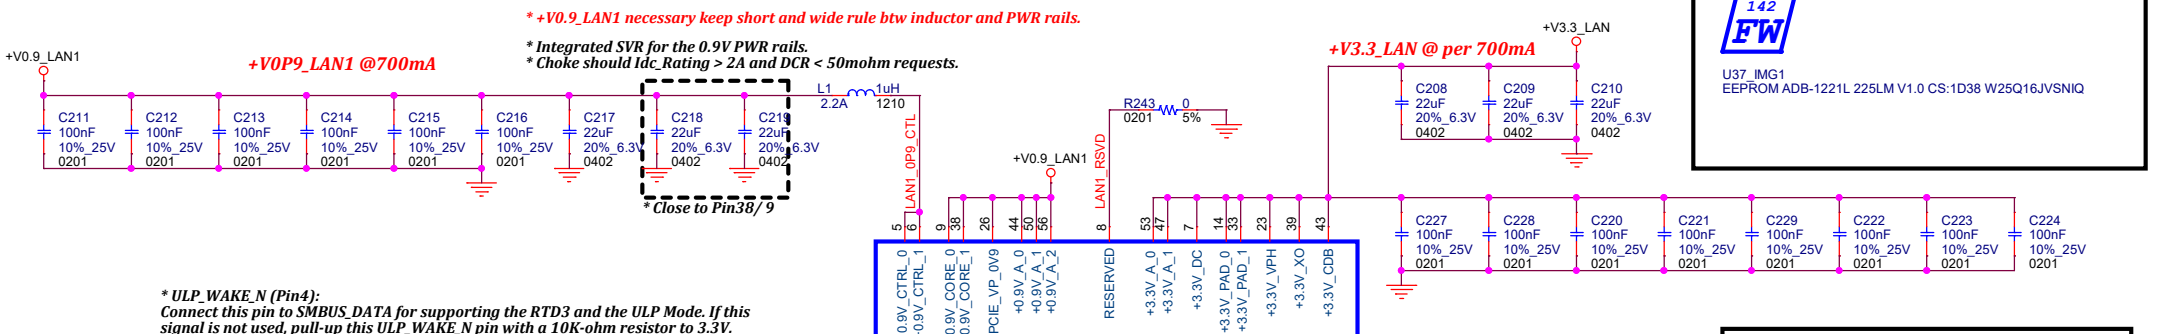 * +V0.9_LAN1 necessary keep short and wide rule btw inductor and PWR rails.
* Integrated SVR for the 0.9V PWR rails.
* Choke should Idc_Rating > 2A and DCR < 50mohm requests.
+V0.9_LAN1
+V0P9_LAN1 @700mA
C211
100nF
10%_25V
0201
C212
100nF
10%_25V
0201
C213
100nF
10%_25V
0201
C214
100nF
10%_25V
0201
C215
100nF
10%_25V
0201
C216
100nF
10%_25V
0201
C217
22uF
20%_6.3V
0402
C218
22uF
20%_6.3V
0402
C219
22uF
20%_6.3V
0402
* Close to Pin38/ 9
L1
2.2A
1uH
1210
LAN1_0P9_CTL
+V0.9_LAN1
R243
0201
0
5%
LAN1_RSVD
+V3.3_LAN @ per 700mA
+V3.3_LAN
C208
22uF
20%_6.3V
0402
C209
22uF
20%_6.3V
0402
C210
22uF
20%_6.3V
0402
142
FW
U37_IMG1
EEPROM ADB-1221L 225LM V1.0 CS:1D38 W25Q16JVSNIQ
C227
100nF
10%_25V
0201
C228
100nF
10%_25V
0201
C220
100nF
10%_25V
0201
C221
100nF
10%_25V
0201
C229
100nF
10%_25V
0201
C222
100nF
10%_25V
0201
C223
100nF
10%_25V
0201
C224
100nF
10%_25V
0201
5
6
9
38
26
44
50
56
8
53
47
7
14
33
23
39
43
0.9V_CTRL_0
0.9V_CTRL_1
0.9V_CORE_0
0.9V_CORE_1
PCIE_VP_0V9
+0.9V_A_0
+0.9V_A_1
+0.9V_A_2
RESERVED
+3.3V_A_0
+3.3V_A_1
+3.3V_DC
+3.3V_PAD_0
+3.3V_PAD_1
+3.3V_VPH
+3.3V_XO
+3.3V_CDB
* ULP_WAKE_N (Pin4):
Connect this pin to SMBUS_DATA for supporting the RTD3 and the ULP Mode. If this
signal is not used, pull-up this ULP_WAKE_N pin with a 10K-ohm resistor to 3.3V.